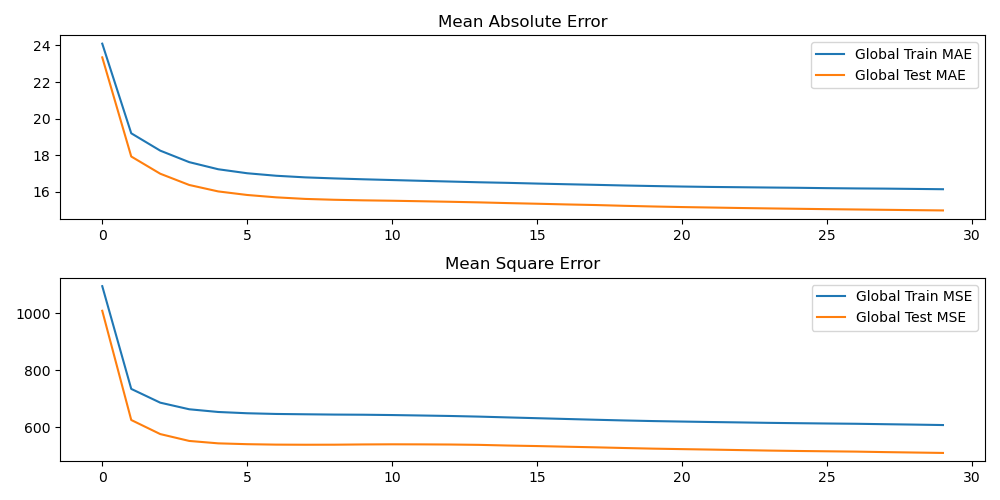 Mean Absolute Error
24
22
20
18
16
Global Train MAE
Global Test MAE
0 5 10 15 20 25 30
Mean Square Error
1000
800
600
Global Train MSE
Global Test MSE
0 5 10 15 20 25 30